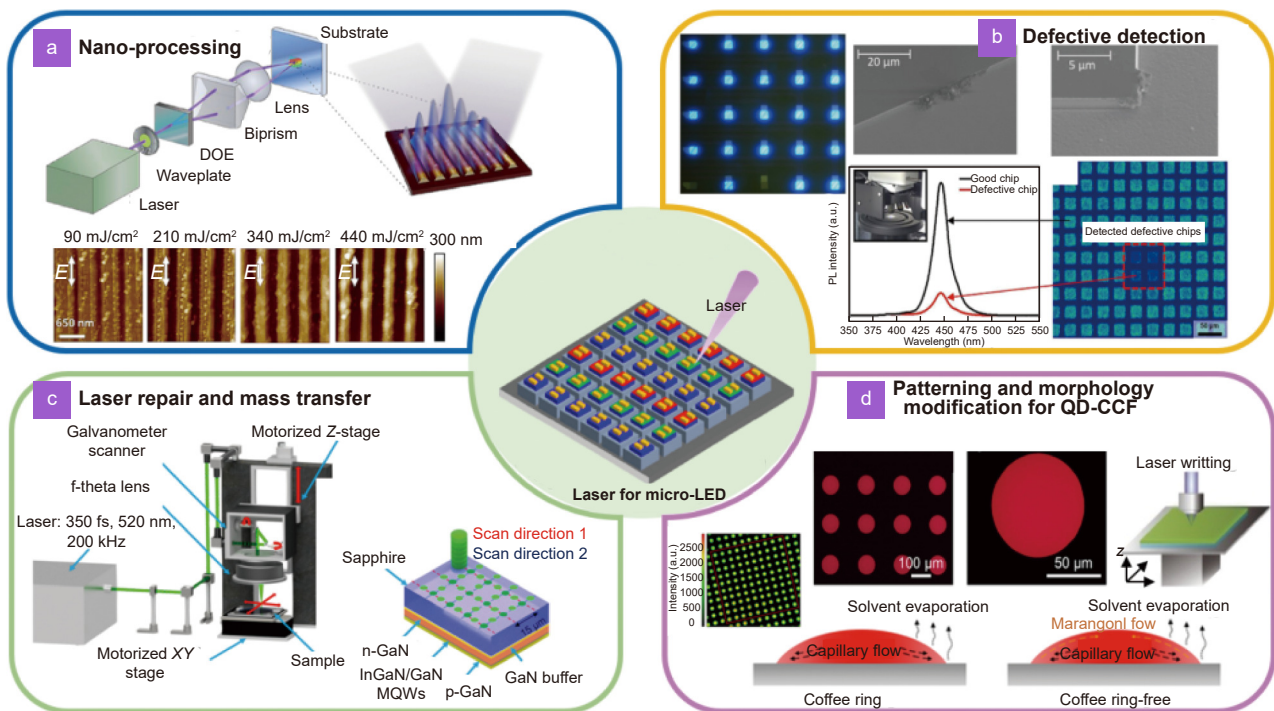 a Nano-processing
Substrate
Lens
Biprism
DOE
Waveplate
Laser
90 mJ/cm²
210 mJ/cm²
340 mJ/cm²
440 mJ/cm²
300 nm
E
E
E
E
650 nm
0
b Defective detection
20 µm
5 µm
Good chip
Defective chip
Detected defective chips
PL intensity (a.u.)
350 375 400 425 450 475 500 525 550
Wavelength (nm)
50 µm
Laser
Laser for micro-LED
c Laser repair and mass transfer
Galvanometer
scanner
Motorized Z-stage
f-theta lens
Laser: 350 fs, 520 nm,
200 kHz
Motorized XY
stage
Sample
Scan direction 1
Scan direction 2
Sapphire
15 µm
n-GaN
InGaN/GaN
MQWs
p-GaN
GaN buffer
d Patterning and morphology
modification for QD-CCF
100 µm
50 µm
Laser writting
z
2500
2000
1500
1000
500
0
Intensity (a.u.)
Solvent evaporation
Capillary flow
Coffee ring
Solvent evaporation
Marangonl fow
Capillary flow
Coffee ring-free